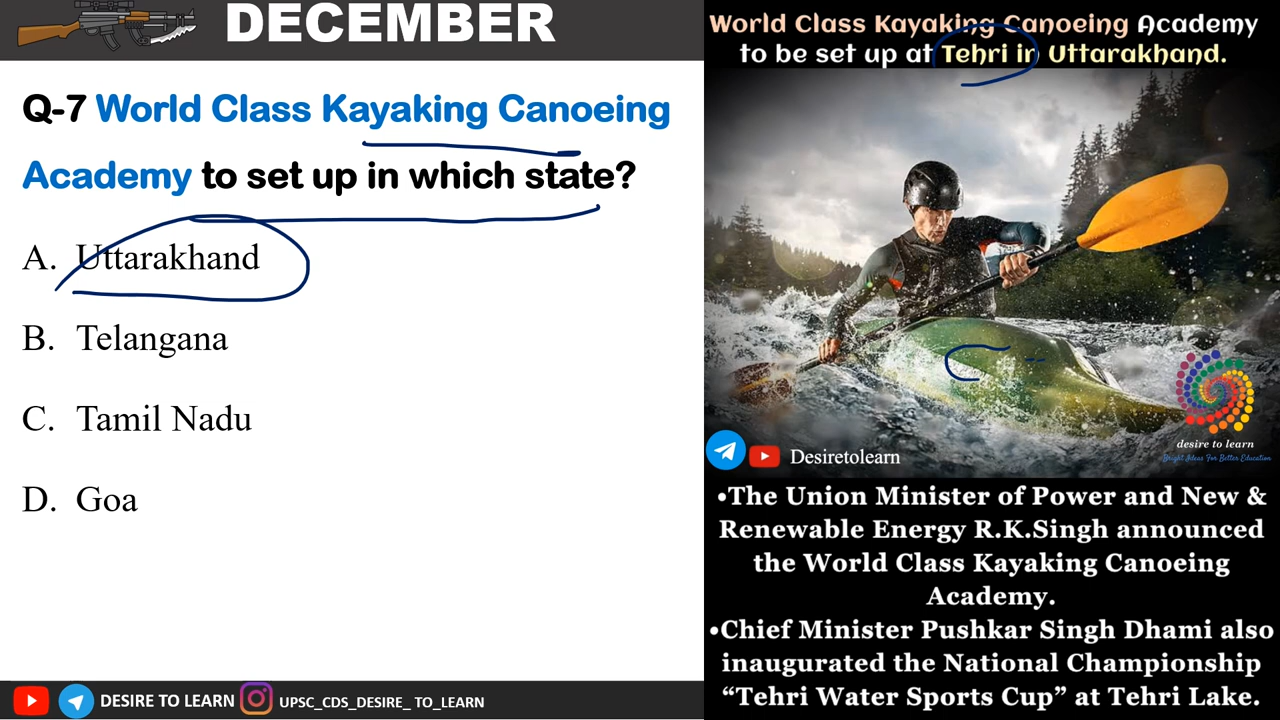 DECEMBER
Q-7 World Class Kayaking Canoeing
Academy to set up in which state?
A. Uttarakhand
B. Telangana
C. Tamil Nadu
D. Goa
DESIRE TO LEARN
UPSC_CDS_DESIRE_ TO_LEARN
World Class Kayaking Canoeing Academy
to be set up at Tehri in Uttarakhand.
desire to learn
Bright Ideas For Better Education
Desiretolearn
•The Union Minister of Power and New &
Renewable Energy R.K.Singh announced
the World Class Kayaking Canoeing
Academy.
•Chief Minister Pushkar Singh Dhami also
inaugurated the National Championship
“Tehri Water Sports Cup” at Tehri Lake.